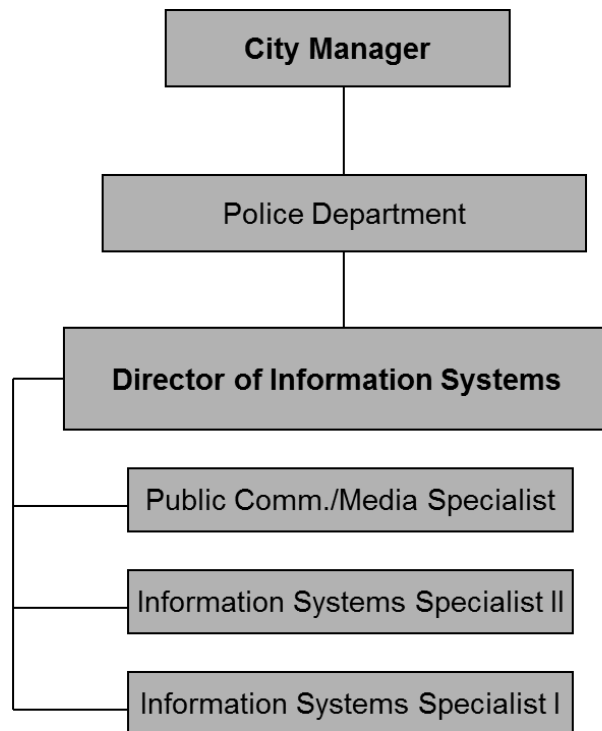 City Manager
Police Department
Director of Information Systems
Public Comm./Media Specialist
Information Systems Specialist II
Information Systems Specialist I